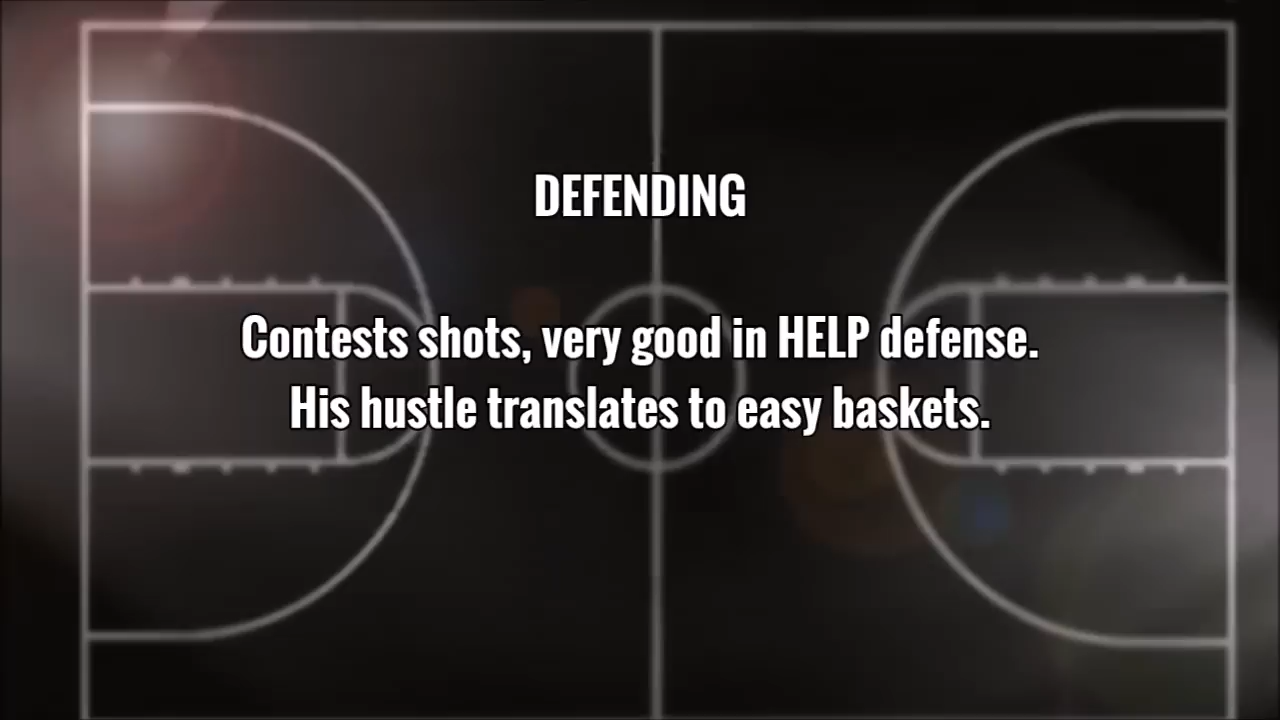 DEFENDING
Contests shots, very good in HELP defense.
His hustle translates to easy baskets.